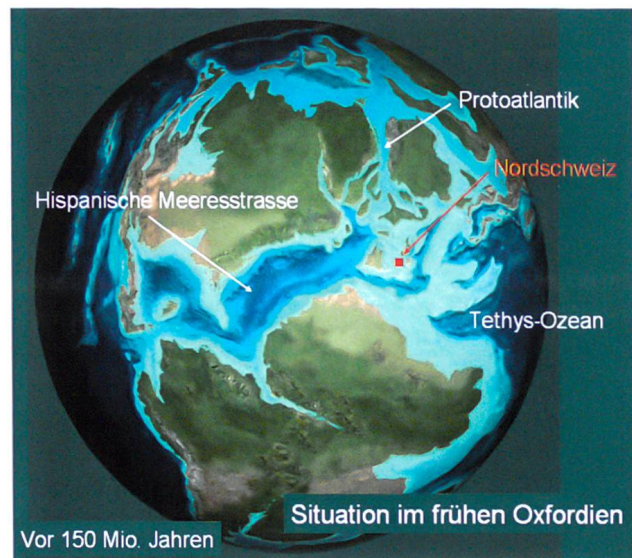 Protoatlantik
Nordschweiz
Hispanische Meeresstrasse
Tethys-Ozean
Situation im frühen Oxfordien
Vor 150 Mio. Jahren